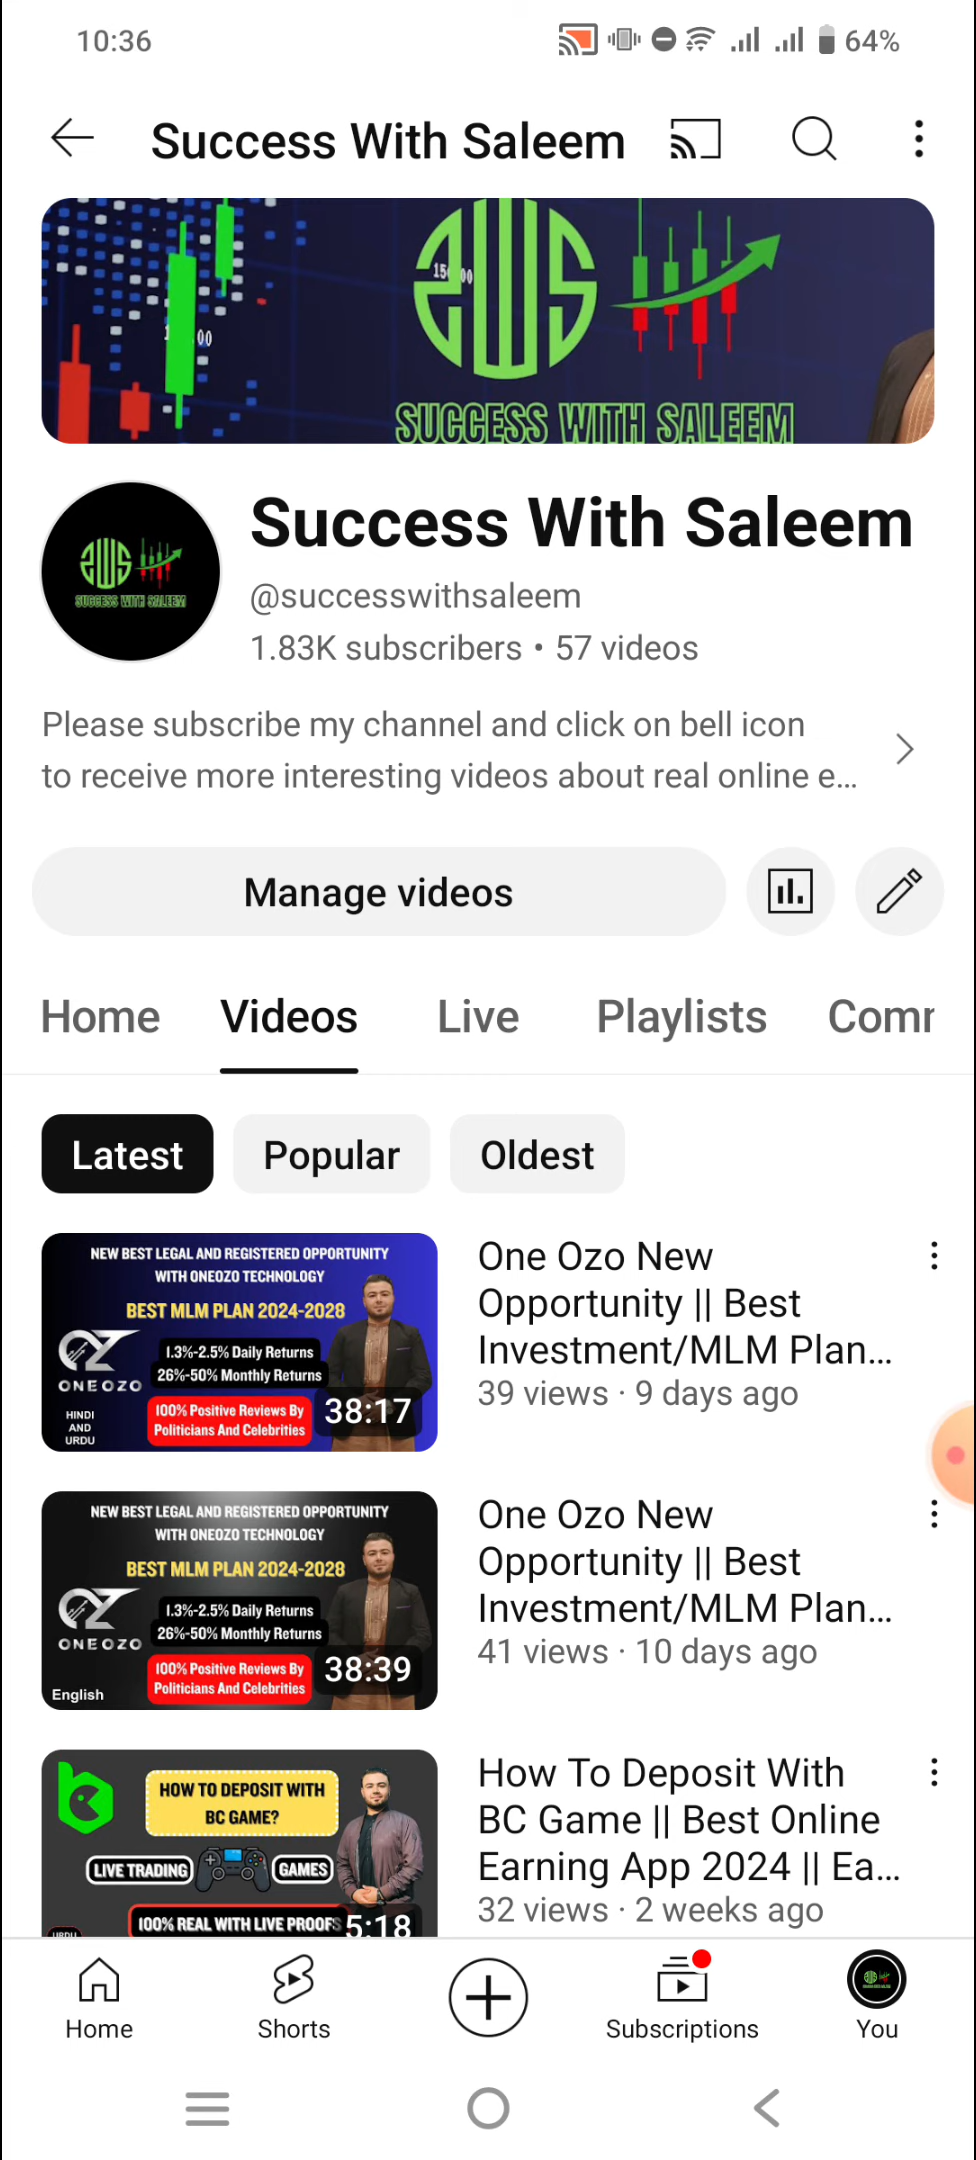 10:36
64%
Success With Saleem
SUCCESS WITH SALEEM
Success With Saleem
SUCCESS WITH SALEEM
@successwithsaleem
1.83K subscribers • 57 videos
Please subscribe my channel and click on bell icon
to receive more interesting videos about real online e...
Manage videos
Home Videos Live Playlists Comr
Latest Popular Oldest
NEW BEST LEGAL AND REGISTERED OPPORTUNITY
WITH ONEOZO TECHNOLOGY
BEST MLM PLAN 2024-2028
1.3%-2.5% Daily Returns
26%-50% Monthly Returns
ONEOZO
HINDI
AND
URDU
100% Positive Reviews By
Politicians And Celebrities
38:17
One Ozo New
Opportunity || Best
Investment/MLM Plan...
39 views · 9 days ago
NEW BEST LEGAL AND REGISTERED OPPORTUNITY
WITH ONEOZO TECHNOLOGY
BEST MLM PLAN 2024-2028
1.3%-2.5% Daily Returns
26%-50% Monthly Returns
ONEOZO
English
100% Positive Reviews By
Politicians And Celebrities
38:39
One Ozo New
Opportunity || Best
Investment/MLM Plan...
41 views · 10 days ago
HOW TO DEPOSIT WITH
BC GAME?
LIVE TRADING
GAMES
100% REAL WITH LIVE PROOFS
5:18
How To Deposit With
BC Game || Best Online
Earning App 2024 || Ea...
32 views · 2 weeks ago
Home Shorts Subscriptions You